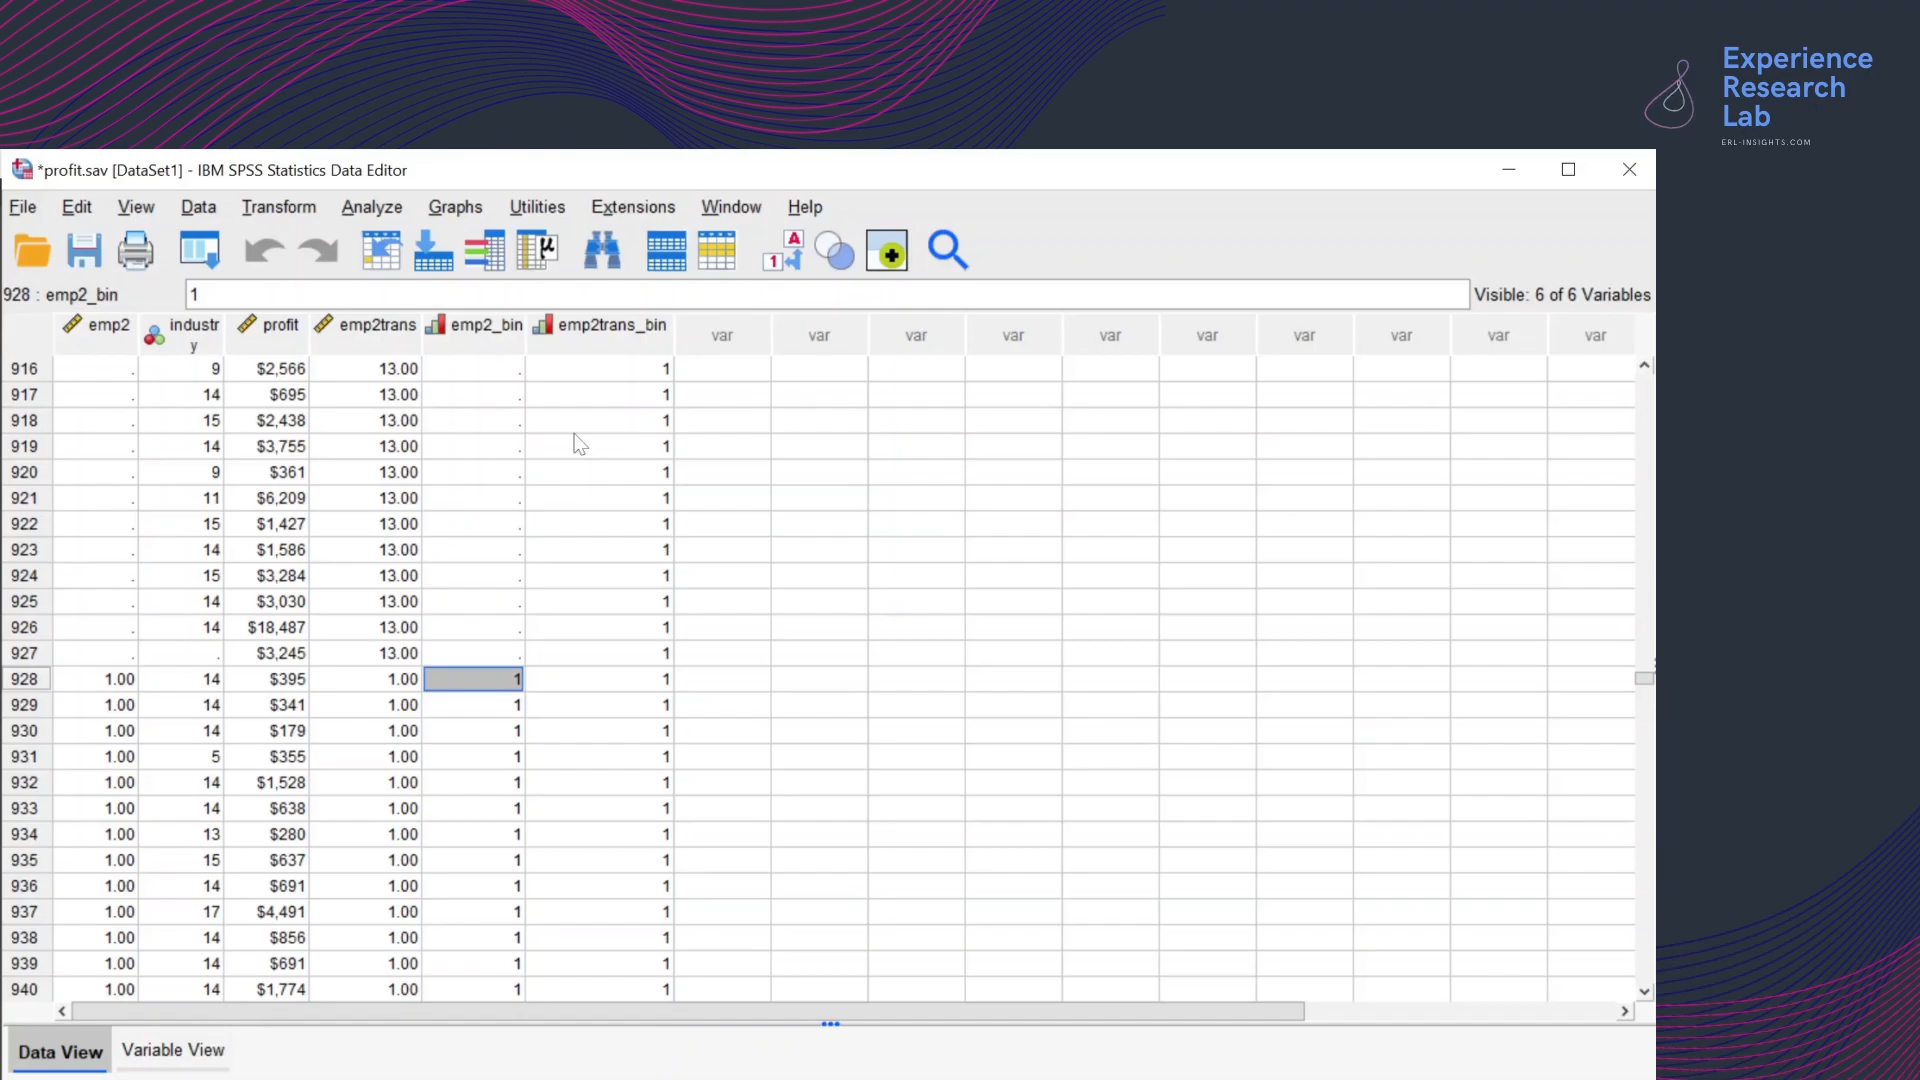 Experience
Research
Lab
ERL-INSIGHTS.COM
*profit.sav [DataSet1] - IBM SPSS Statistics Data Editor
File Edit View Data Transform Analyze Graphs Utilities Extensions Window Help
928 : emp2_bin 1 Visible: 6 of 6 Variables
emp2 industr
y profit emp2trans emp2_bin emp2trans_bin var var var var var var var var var var
916 . 9 $2,566 13.00 . 1
917 . 14 $695 13.00 . 1
918 . 15 $2,438 13.00 . 1
919 . 14 $3,755 13.00 . 1
920 . 9 $361 13.00 . 1
921 . 11 $6,209 13.00 . 1
922 . 15 $1,427 13.00 . 1
923 . 14 $1,586 13.00 . 1
924 . 15 $3,284 13.00 . 1
925 . 14 $3,030 13.00 . 1
926 . 14 $18,487 13.00 . 1
927 . . $3,245 13.00 . 1
928 1.00 14 $395 1.00 1 1
929 1.00 14 $341 1.00 1 1
930 1.00 14 $179 1.00 1 1
931 1.00 5 $355 1.00 1 1
932 1.00 14 $1,528 1.00 1 1
933 1.00 14 $638 1.00 1 1
934 1.00 13 $280 1.00 1 1
935 1.00 15 $637 1.00 1 1
936 1.00 14 $691 1.00 1 1
937 1.00 17 $4,491 1.00 1 1
938 1.00 14 $856 1.00 1 1
939 1.00 14 $691 1.00 1 1
940 1.00 14 $1,774 1.00 1 1
Data View Variable View